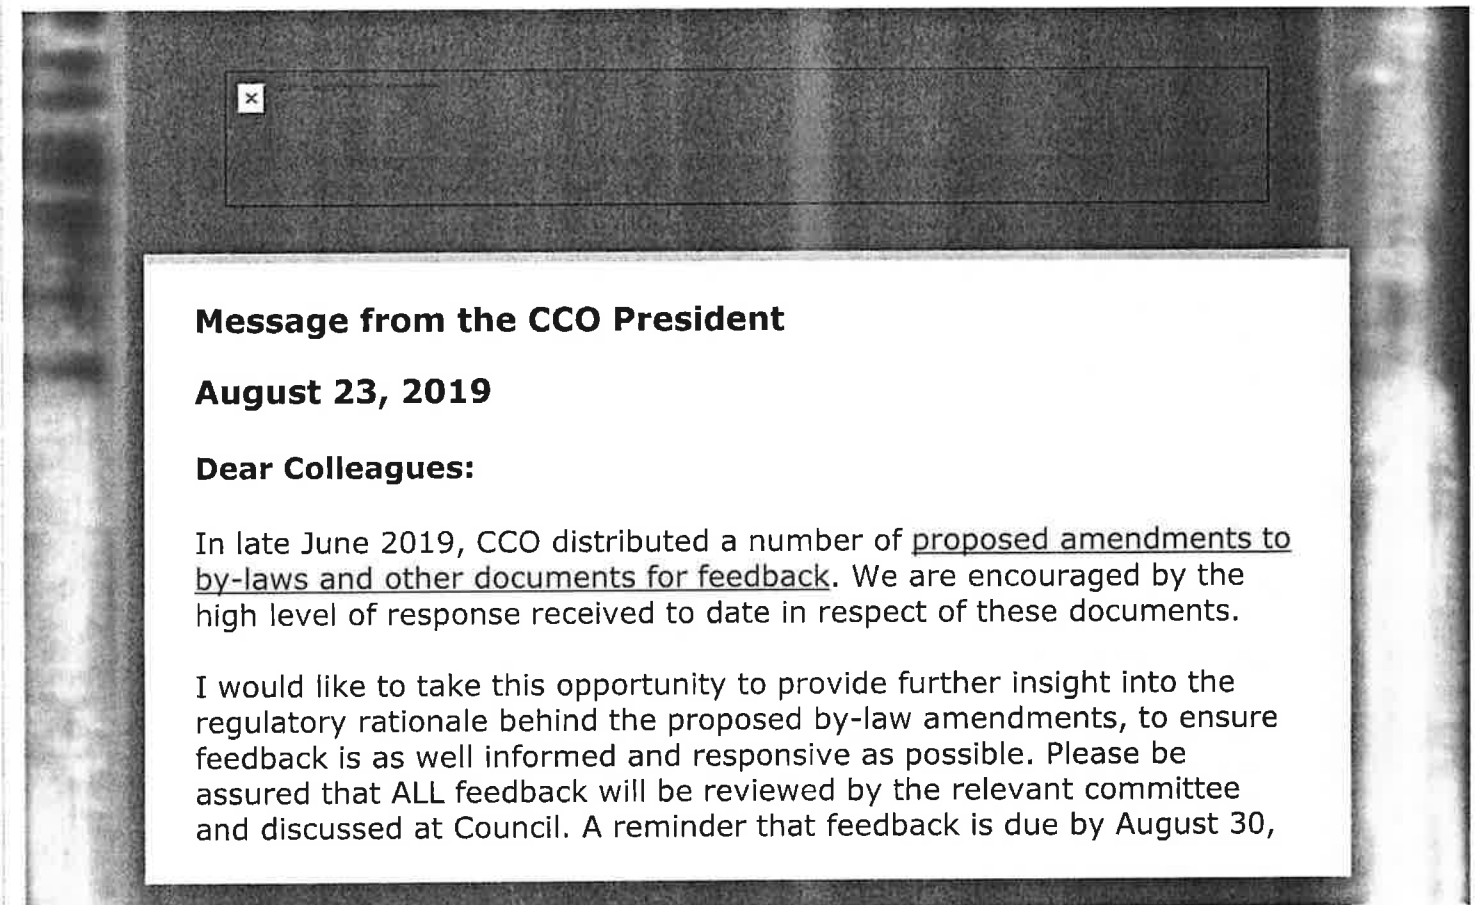 Message from the CCO President
August 23, 2019
Dear Colleagues:
In late June 2019, CCO distributed a number of proposed amendments to
by-laws and other documents for feedback. We are encouraged by the
high level of response received to date in respect of these documents.
I would like to take this opportunity to provide further insight into the
regulatory rationale behind the proposed by-law amendments, to ensure
feedback is as well informed and responsive as possible. Please be
assured that ALL feedback will be reviewed by the relevant committee
and discussed at Council. A reminder that feedback is due by August 30,